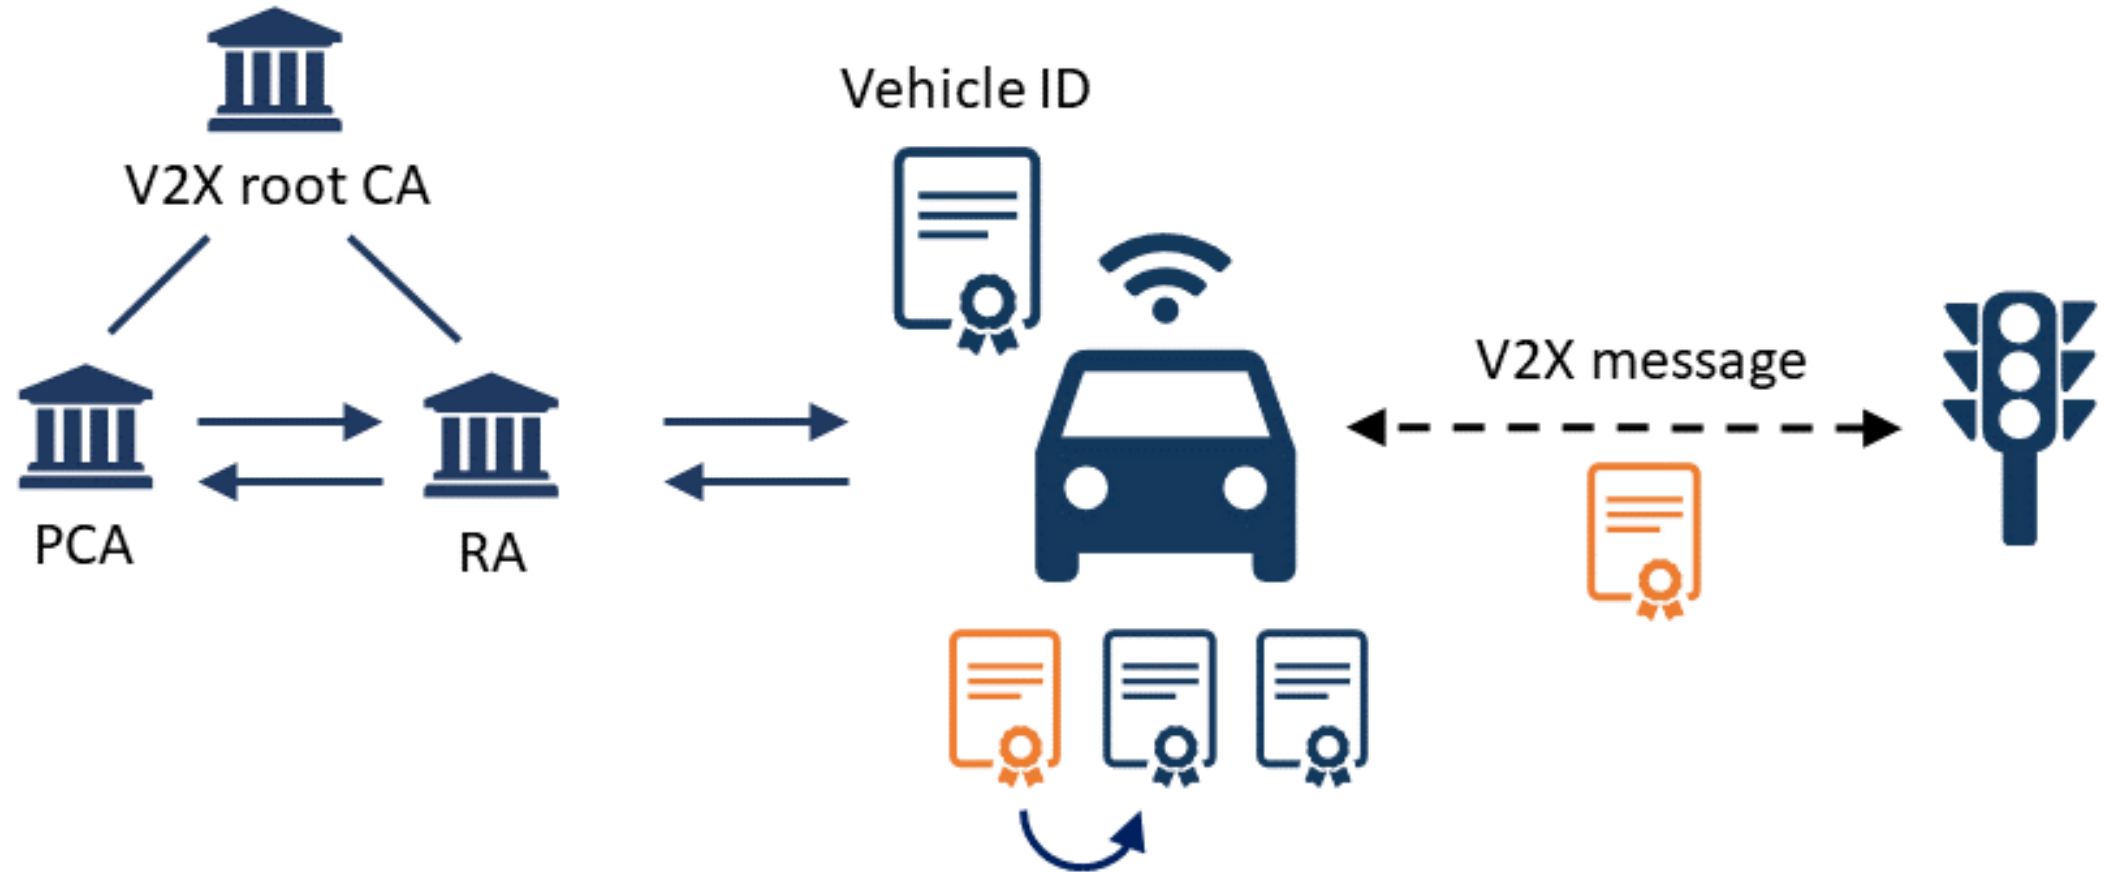 V2X root CA
Vehicle ID
V2X message
PCA
RA